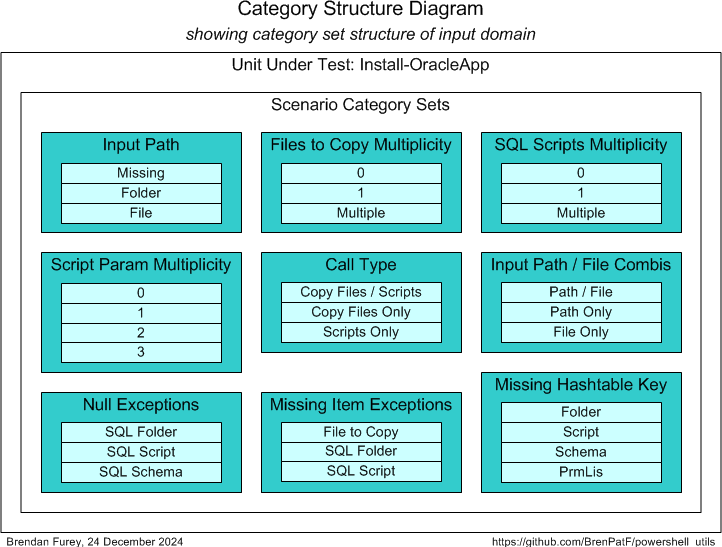 Category Structure Diagram
showing category set structure of input domain
Unit Under Test: Install-OracleApp
Scenario Category Sets
Input Path
Missing
Folder
File
Files to Copy Multiplicity
0
1
Multiple
SQL Scripts Multiplicity
0
1
Multiple
Script Param Multiplicity
0
1
2
3
Call Type
Copy Files / Scripts
Copy Files Only
Scripts Only
Input Path / File Combis
Path / File
Path Only
File Only
Null Exceptions
SQL Folder
SQL Script
SQL Schema
Missing Item Exceptions
File to Copy
SQL Folder
SQL Script
Missing Hashtable Key
Folder
Script
Schema
PrmLis
Brendan Furey, 24 December 2024
https://github.com/BrenPatF/powershell_utils